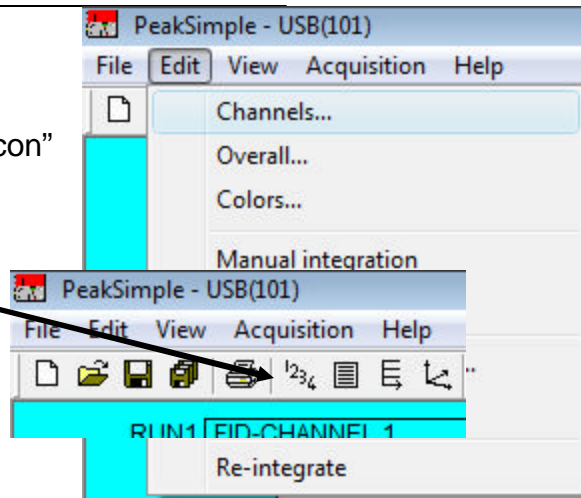 PeakSimple - USB(101)
File Edit View Acquisition Help
Channels...
Overall...
Colors...
con”
Manual integration
PeakSimple - USB(101)
File Edit View Acquisition Help
1234
RUN1 FID-CHANNEL 1
Re-integrate